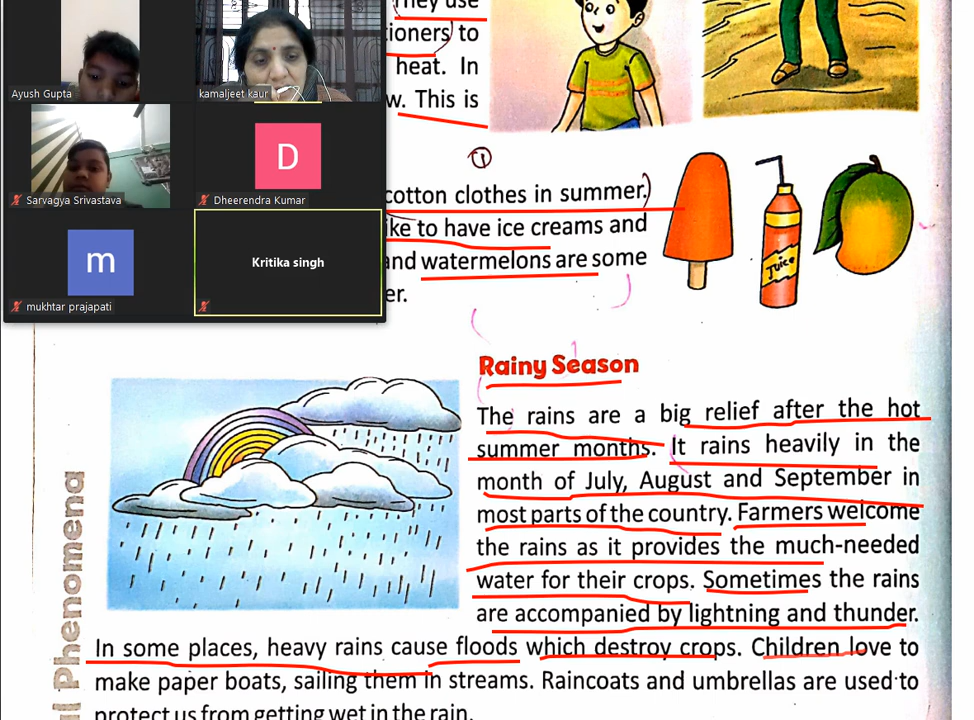 They use
tioners) to
heat. In
w. This is
Ayush Gupta
kamaljeet kaur
Sarvagya Srivastava
D
Dheerendra Kumar
m
mukhtar prajapati
Kritika singh
1
cotton clothes in summer.)
ike to have ice creams and
and watermelons are some
er.
Juice
Rainy Season
The rains are a big relief after the hot
summer months. It rains heavily in the
month of July, August and September in
most parts of the country. Farmers welcome
the rains as it provides the much-needed
water for their crops. Sometimes the rains
are accompanied by lightning and thunder.
In some places, heavy rains cause floods which destroy crops. Children love to
make paper boats, sailing them in streams. Raincoats and umbrellas are used to
protect us from getting wet in the rain.
Phenomena